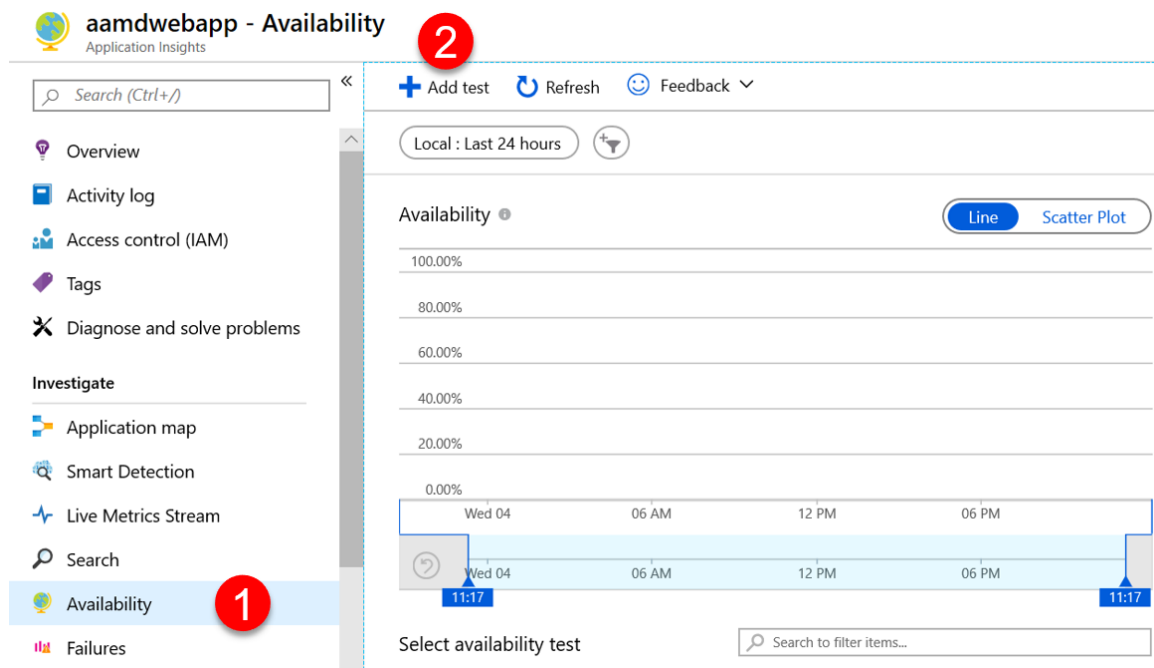 aamdwebapp - Availability
Application Insights
2
Search (Ctrl+/)
«
Overview
Activity log
Access control (IAM)
Tags
Diagnose and solve problems
Investigate
Application map
Smart Detection
Live Metrics Stream
Search
Availability
1
Failures
Add test Refresh Feedback
Local : Last 24 hours
Availability
Line Scatter Plot
100.00%
80.00%
60.00%
40.00%
20.00%
0.00%
Wed 04 06 AM 12 PM 06 PM
Wed 04 06 AM 12 PM 06 PM
11:17 11:17
Select availability test Search to filter items...